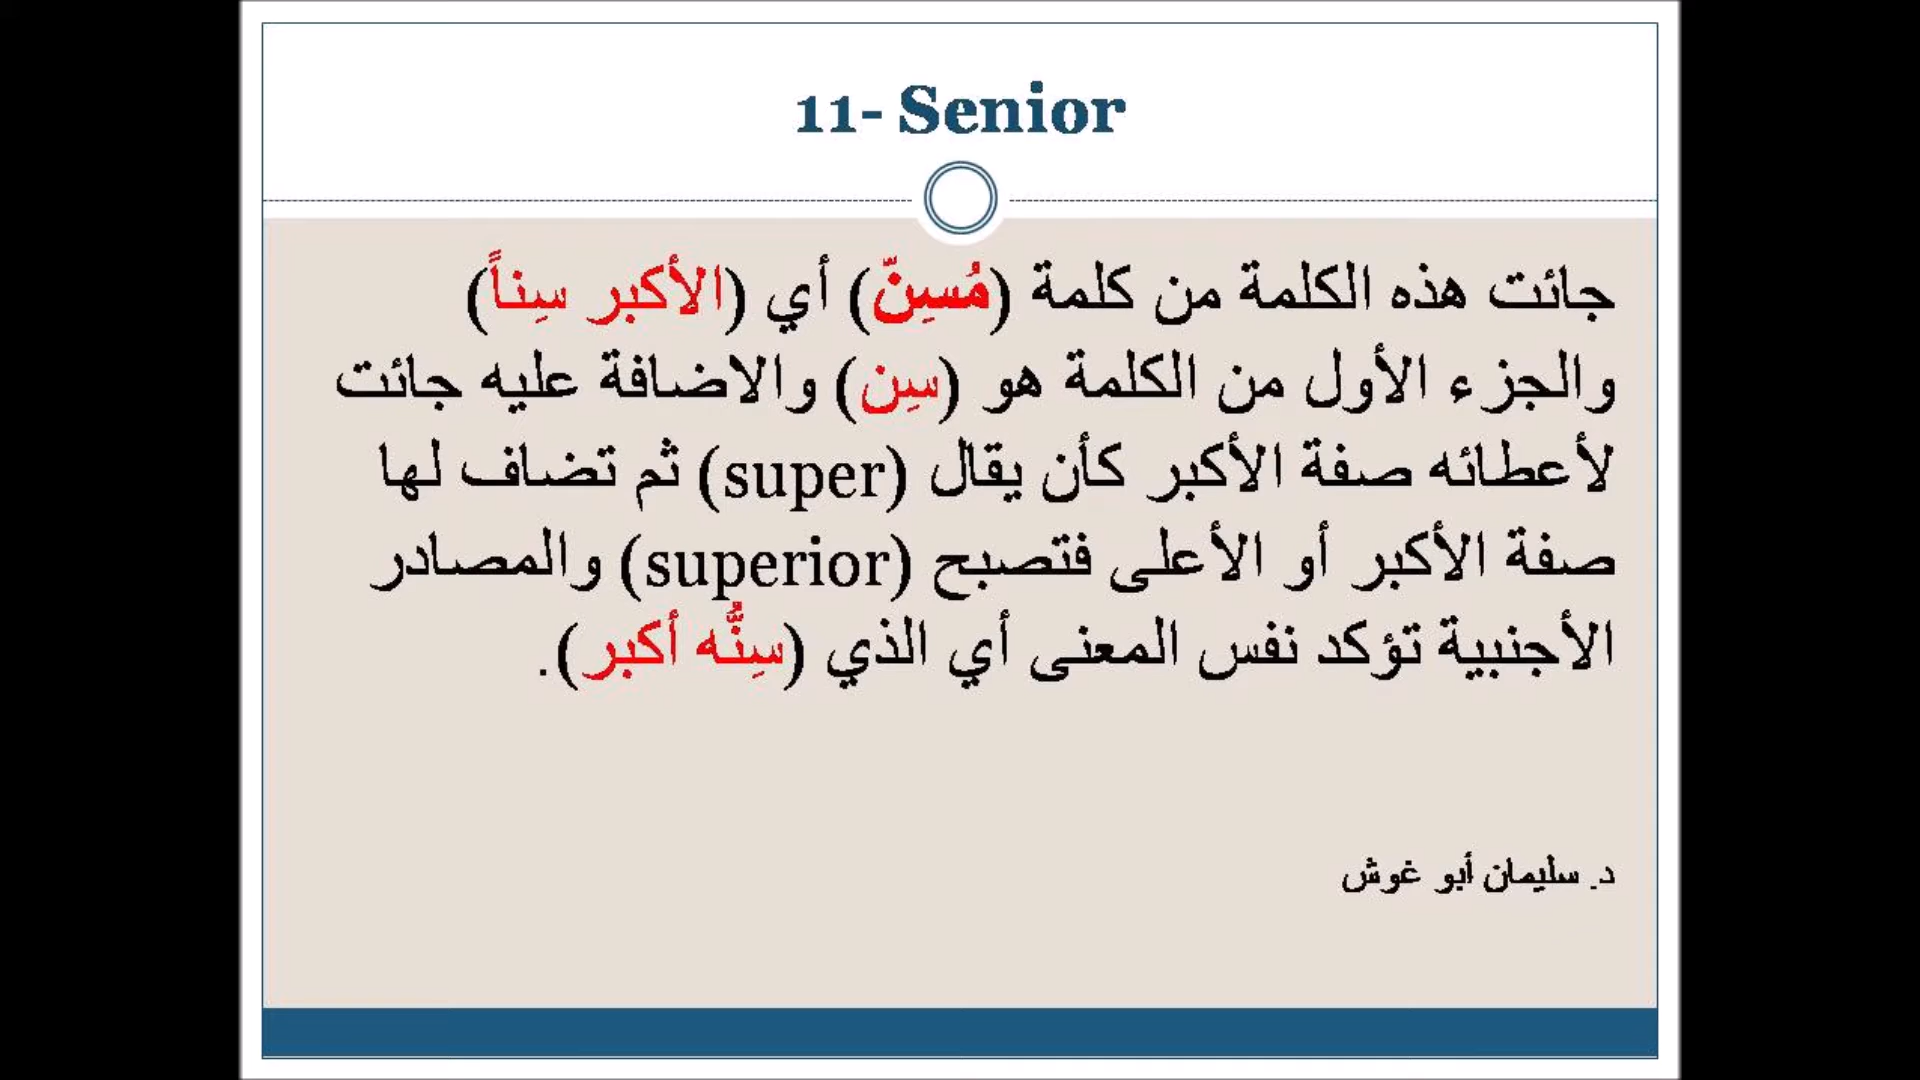 11- Senior
جائت هذه الكلمة من كلمة (مُسِنّ) أي (الأكبر سِناً)
والجزء الأول من الكلمة هو (سِن) والاضافة عليه جائت
لأعطائه صفة الأكبر كأن يقال (super) ثم تضاف لها
صفة الأكبر أو الأعلى فتصبح (superior) والمصادر
الأجنبية تؤكد نفس المعنى أي الذي (سِنُّه أكبر).
د. سليمان أبو غوش